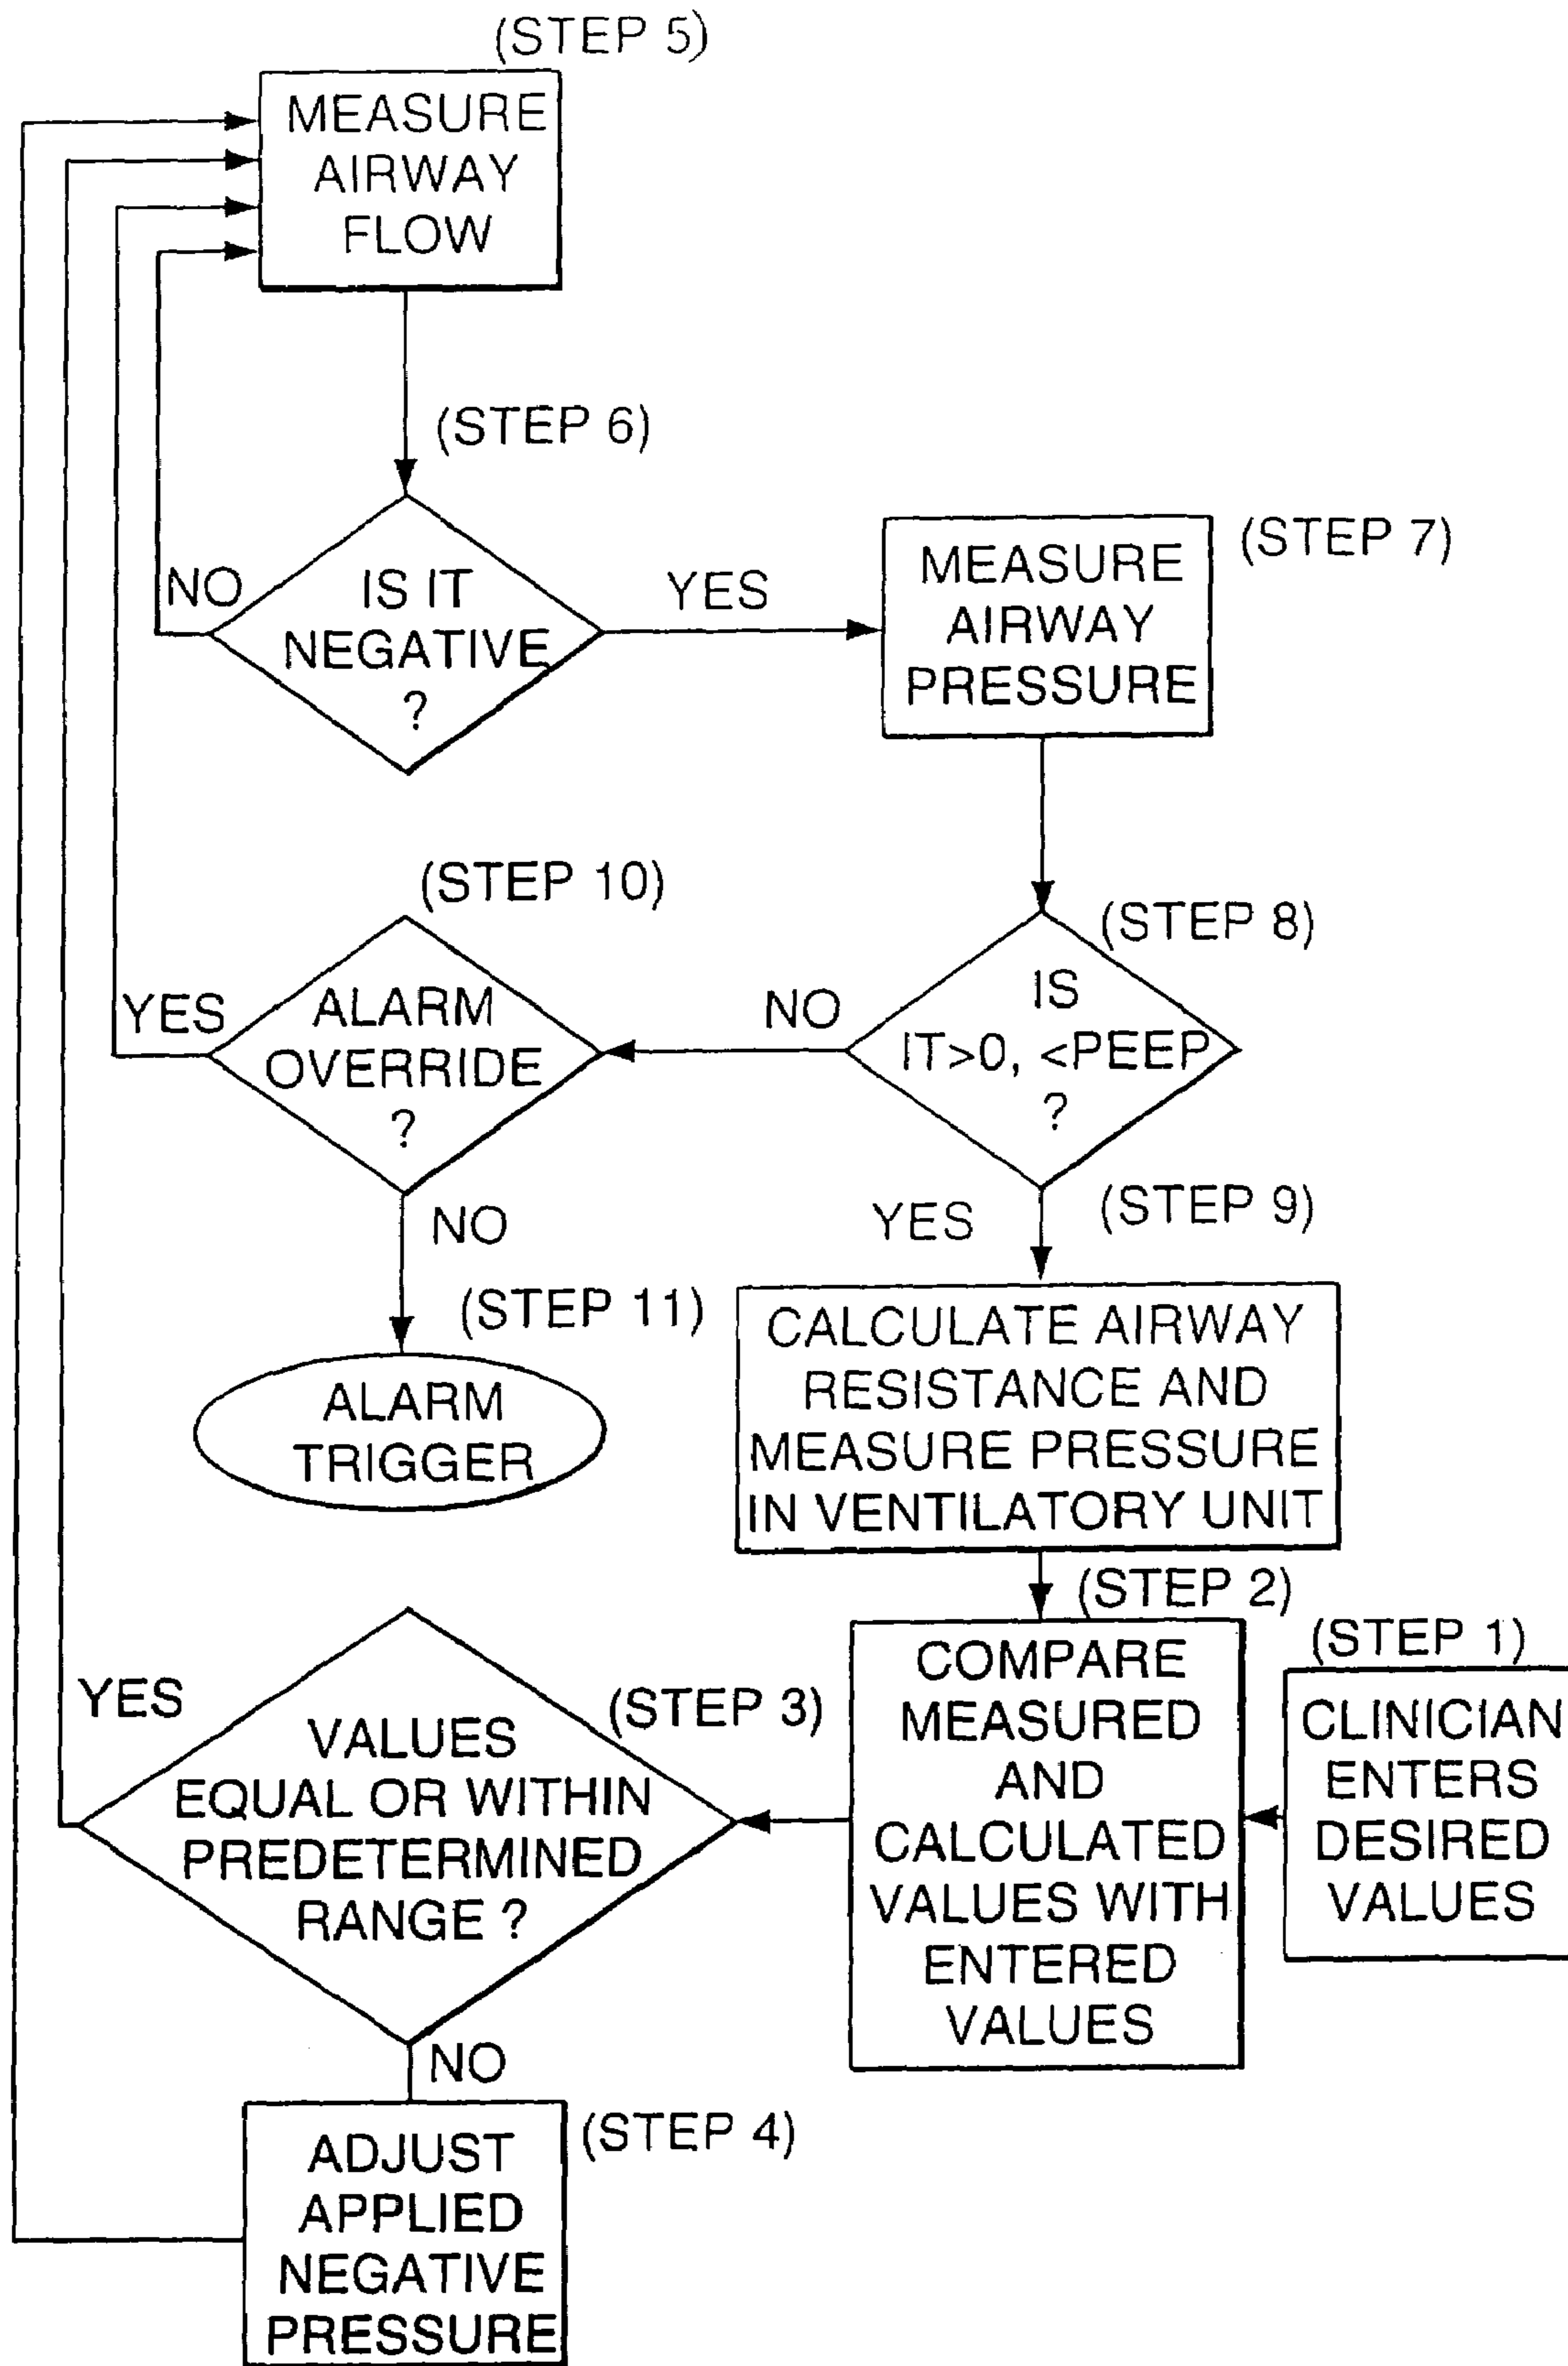 (STEP 5)
MEASURE
AIRWAY
FLOW
(STEP 6)
NO
IS IT
NEGATIVE
?
YES
(STEP 7)
MEASURE
AIRWAY
PRESSURE
(STEP 8)
IS
IT>0, <PEEP
?
NO
(STEP 10)
YES
ALARM
OVERRIDE
?
NO
(STEP 11)
ALARM
TRIGGER
YES
(STEP 9)
CALCULATE AIRWAY
RESISTANCE AND
MEASURE PRESSURE
IN VENTILATORY UNIT
(STEP 2)
COMPARE
MEASURED
AND
CALCULATED
VALUES WITH
ENTERED
VALUES
(STEP 1)
CLINICIAN
ENTERS
DESIRED
VALUES
(STEP 3)
YES
VALUES
EQUAL OR WITHIN
PREDETERMINED
RANGE ?
NO
(STEP 4)
ADJUST
APPLIED
NEGATIVE
PRESSURE